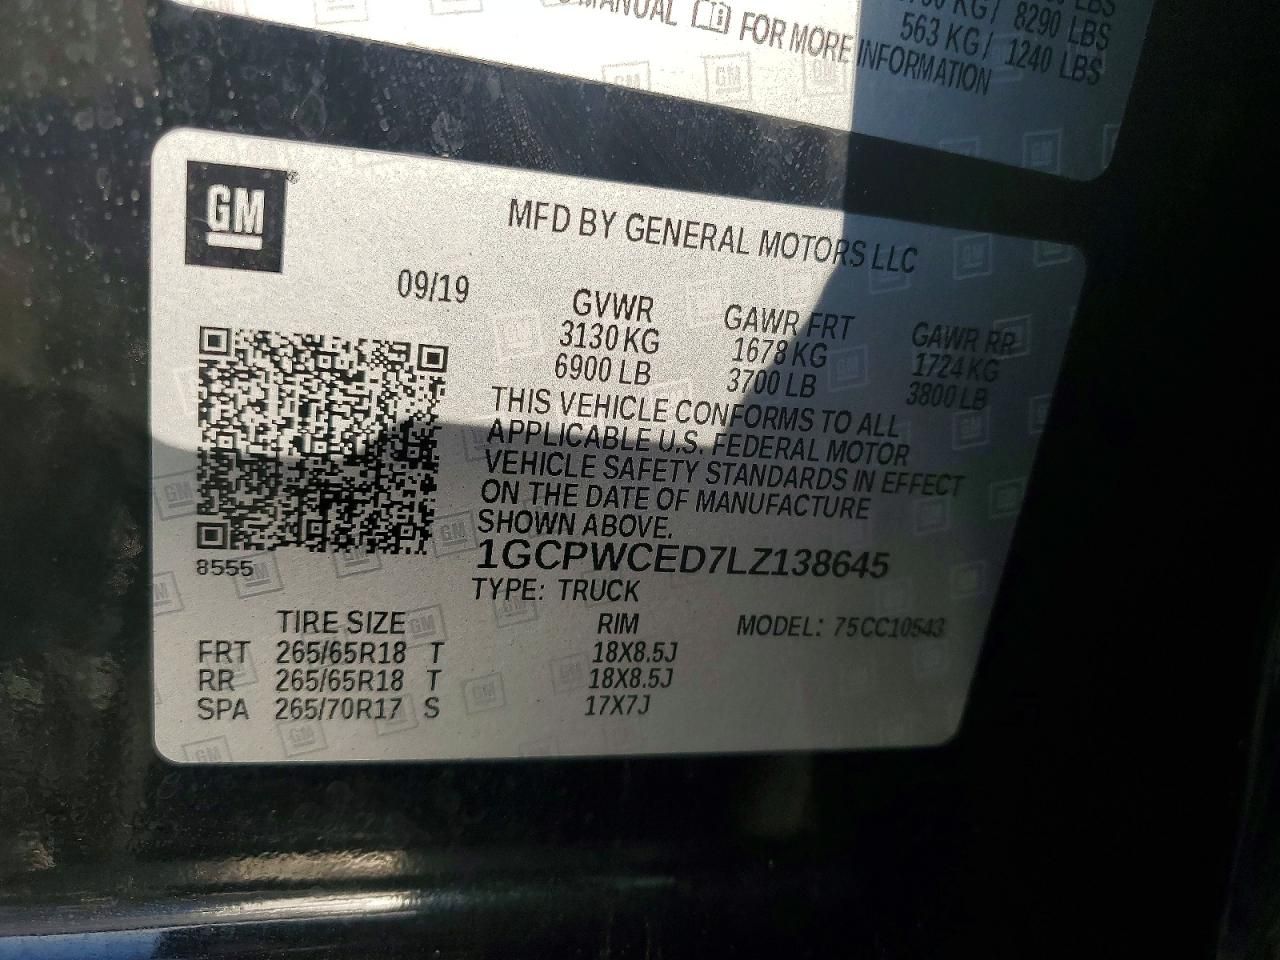 MANUAL FOR MORE INFORMATION
KG/ 8290 LBS
563 KG/ 1240 LBS
GM
MFD BY GENERAL MOTORS LLC
09/19
GVWR GAWR FRT GAWR RR
3130 KG 1678 KG 1724 KG
6900 LB 3700 LB 3800 LB
THIS VEHICLE CONFORMS TO ALL
APPLICABLE U.S. FEDERAL MOTOR
VEHICLE SAFETY STANDARDS IN EFFECT
ON THE DATE OF MANUFACTURE
SHOWN ABOVE.
8555
1GCPWCED7LZ138645
TYPE: TRUCK
TIRE SIZE RIM MODEL: 75CC10543
FRT 265/65R18 T 18X8.5J
RR 265/65R18 T 18X8.5J
SPA 265/70R17 S 17X7J